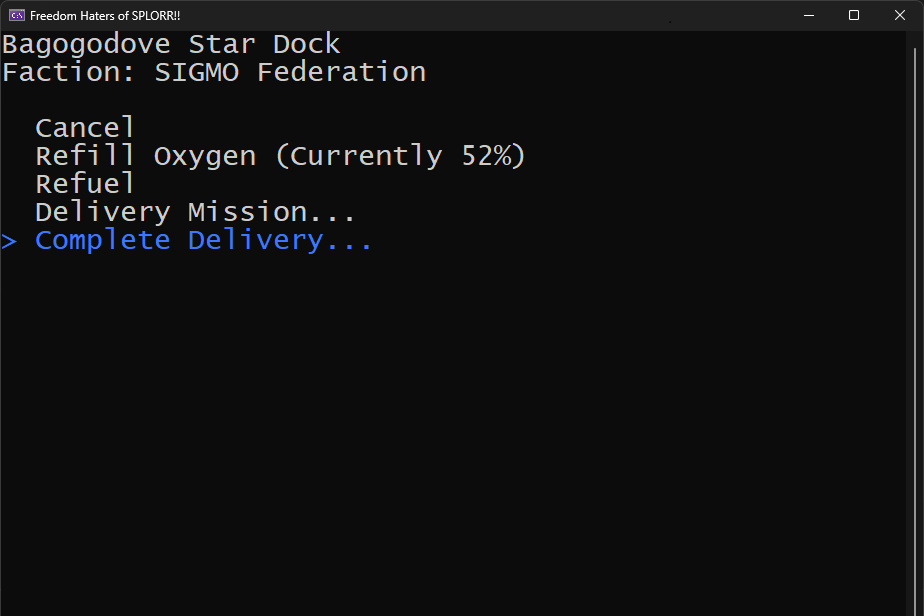 Freedom Haters of SPLORR!!
Bagogodove Star Dock
Faction: SIGMO Federation
Cancel
Refill Oxygen (Currently 52%)
Refuel
Delivery Mission...
> Complete Delivery...